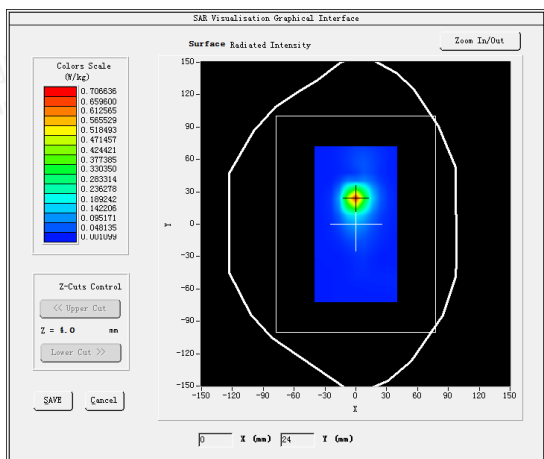 SAR Visualisation Graphical Interface
Surface Radiated Intensity
Zoom In/Out
Colors Scale
(W/kg)
0.706636
0.659600
0.612565
0.565529
0.518493
0.471457
0.424421
0.377385
0.330350
0.283314
0.236278
0.189242
0.142206
0.095171
0.048135
0.001099
Z-Cuts Control
<< Upper Cut
Z = 4.0 mm
Lower Cut >>
SAVE Cancel
150
120
90
60
30
0
-30
-60
-90
-120
-150
Y
-150 -120 -90 -60 -30 0 30 60 90 120 150
X
0 X (mm) 24 Y (mm)